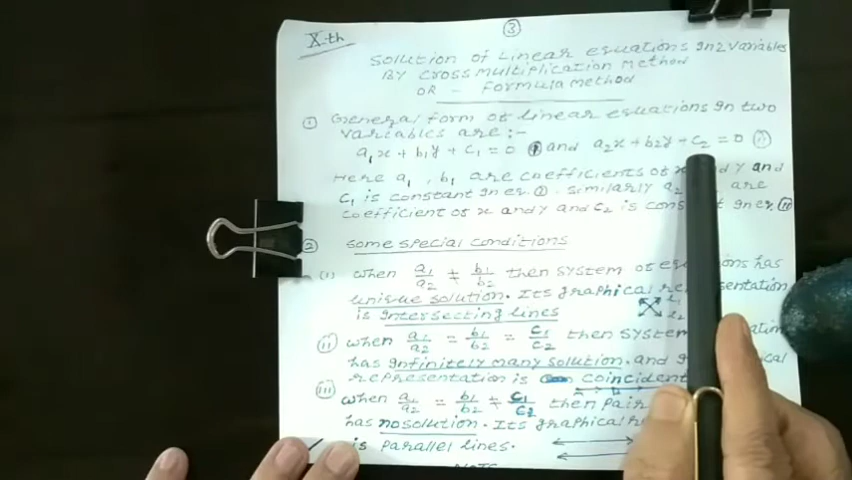 ③
X-th
Solution of Linear equations In 2 Variables
By Cross multiplication Method
OR - Formula Method
① General form of linear equations In two
Variables are :-
a₁x + b₁y + c₁ = 0 ① and a₂x + b₂y + c₂ = 0 ⑪
Here a₁, b₁ are coefficients of x and y and
c₁ is constant In eq. ①. Similarly a₂ are
coefficient of x and y and c₂ is In eq. ⑪
② Some special conditions
(i) when a₁/a₂ ≠ b₁/b₂ then system of has
unique solution. Its graphical
is Intersecting lines
(ii) when a₁/a₂ = b₁/b₂ = c₁/c₂ then system
has Infinitely many solution. and
representation is coincident
(iii) when a₁/a₂ = b₁/b₂ ≠ c₁/c₂ then pair
has no solution. Its graphical
is parallel lines.
NOTE